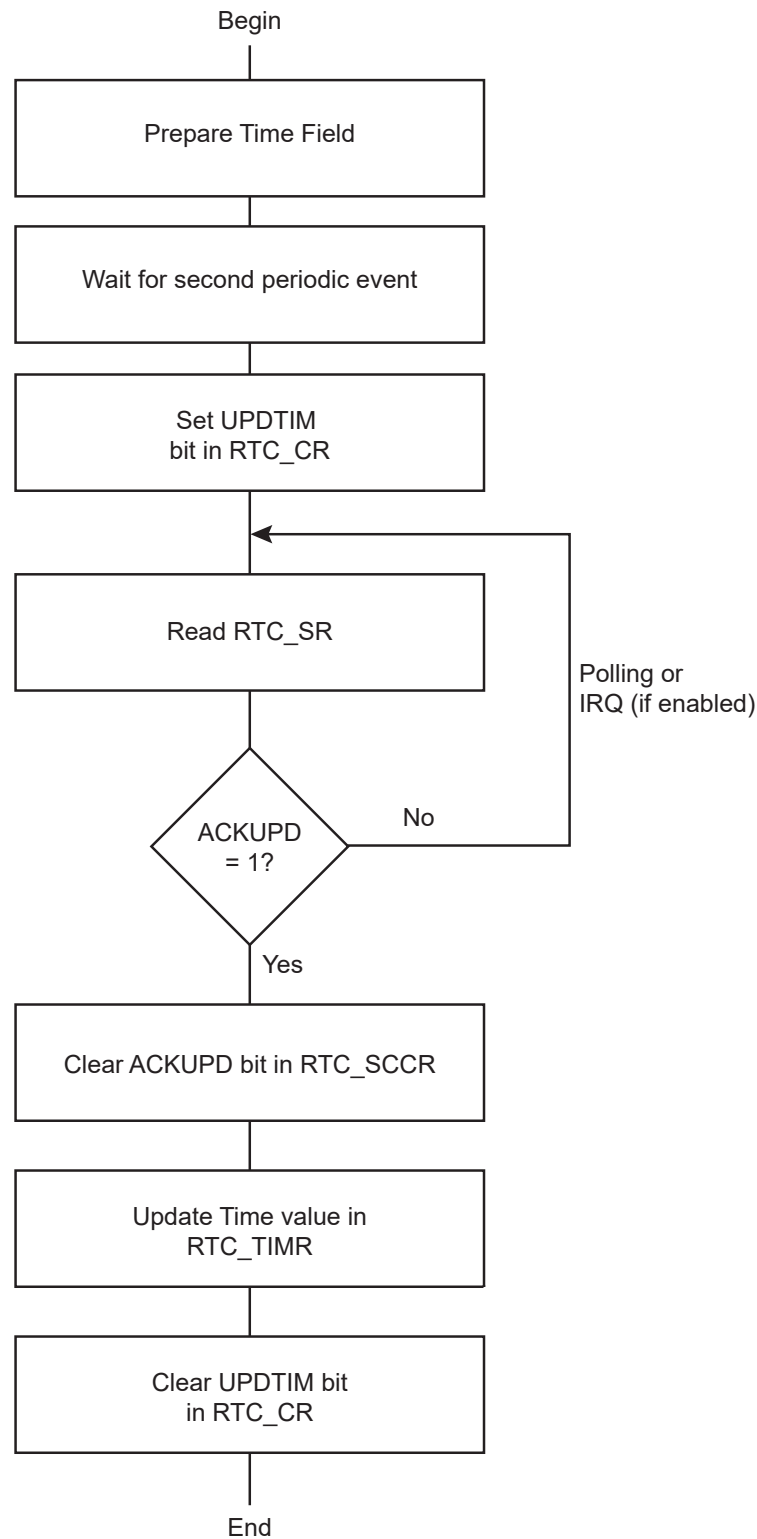 Begin
Prepare Time Field
Wait for second periodic event
Set UPDTIM
bit in RTC_CR
Read RTC_SR
Polling or
IRQ (if enabled)
No
ACKUPD
= 1?
Yes
Clear ACKUPD bit in RTC_SCCR
Update Time value in
RTC_TIMR
Clear UPDTIM bit
in RTC_CR
End